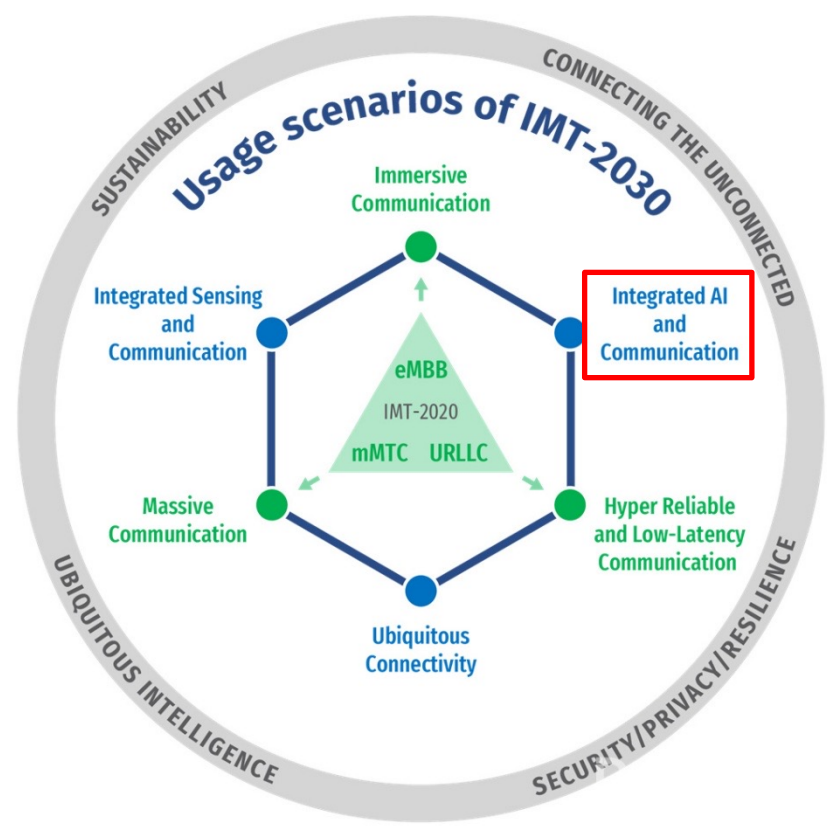 SUSTAINABILITY
CONNECTING THE UNCONNECTED
Usage scenarios of IMT-2030
Immersive
Communication
Integrated Sensing
and
Communication
Integrated AI
and
Communication
eMBB
IMT-2020
mMTC URLLC
Massive
Communication
Hyper Reliable
and Low-Latency
Communication
Ubiquitous
Connectivity
UBIQUITOUS INTELLIGENCE
SECURITY/PRIVACY/RESILIENCE